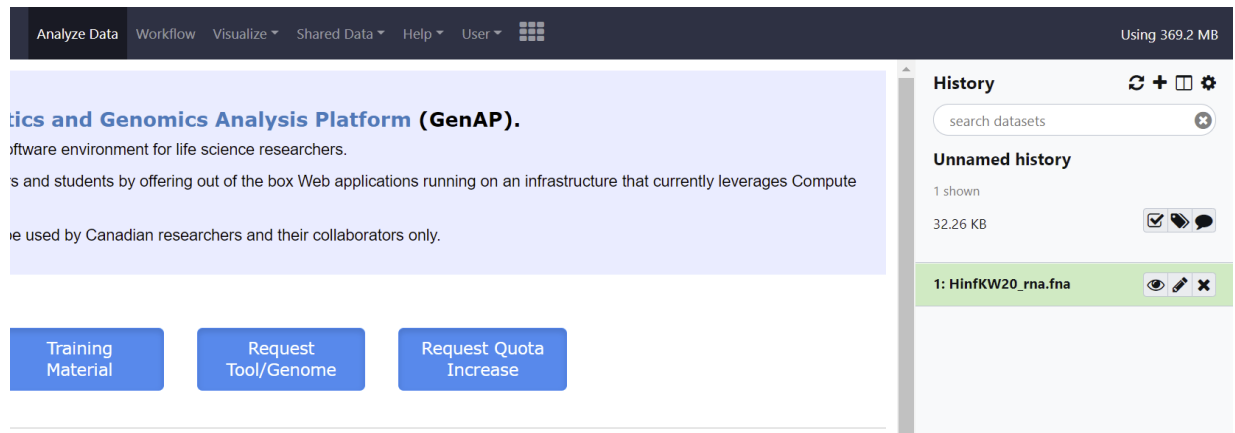 Analyze Data Workflow Visualize Shared Data Help User Using 369.2 MB
tics and Genomics Analysis Platform (GenAP).
oftware environment for life science researchers.
rs and students by offering out of the box Web applications running on an infrastructure that currently leverages Compute
be used by Canadian researchers and their collaborators only.
Training
Material
Request
Tool/Genome
Request Quota
Increase
History
search datasets
Unnamed history
1 shown
32.26 KB
1: HinfKW20_rna.fna